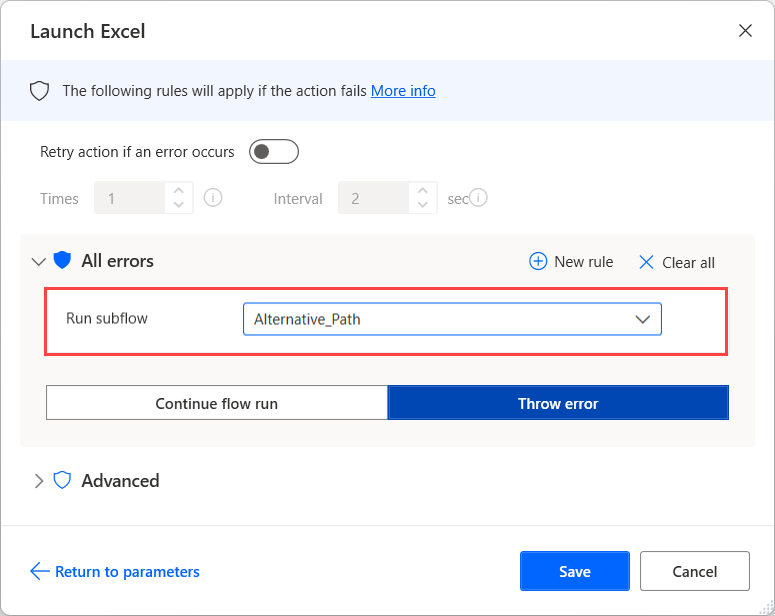 Launch Excel
The following rules will apply if the action fails More info
Retry action if an error occurs
Times 1 Interval 2 sec
All errors New rule Clear all
Run subflow Alternative_Path
Continue flow run Throw error
Advanced
Return to parameters Save Cancel